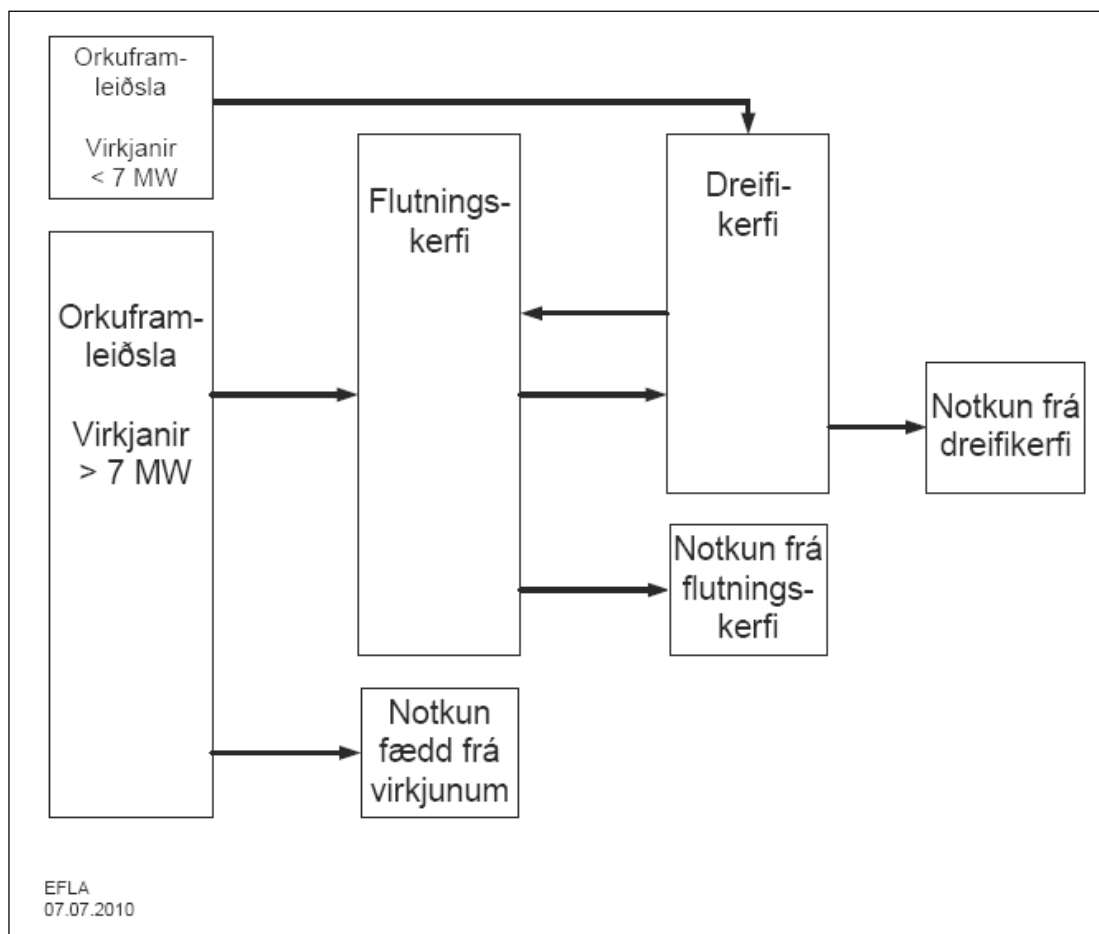 Orkufram-
leiðsla
Virkjanir
< 7 MW
Orkufram-
leiðsla
Virkjanir
> 7 MW
Flutnings-
kerfi
Dreifi-
kerfi
Notkun frá
dreifikerfi
Notkun frá
flutnings-
kerfi
Notkun
fædd frá
virkjunum
EFLA
07.07.2010